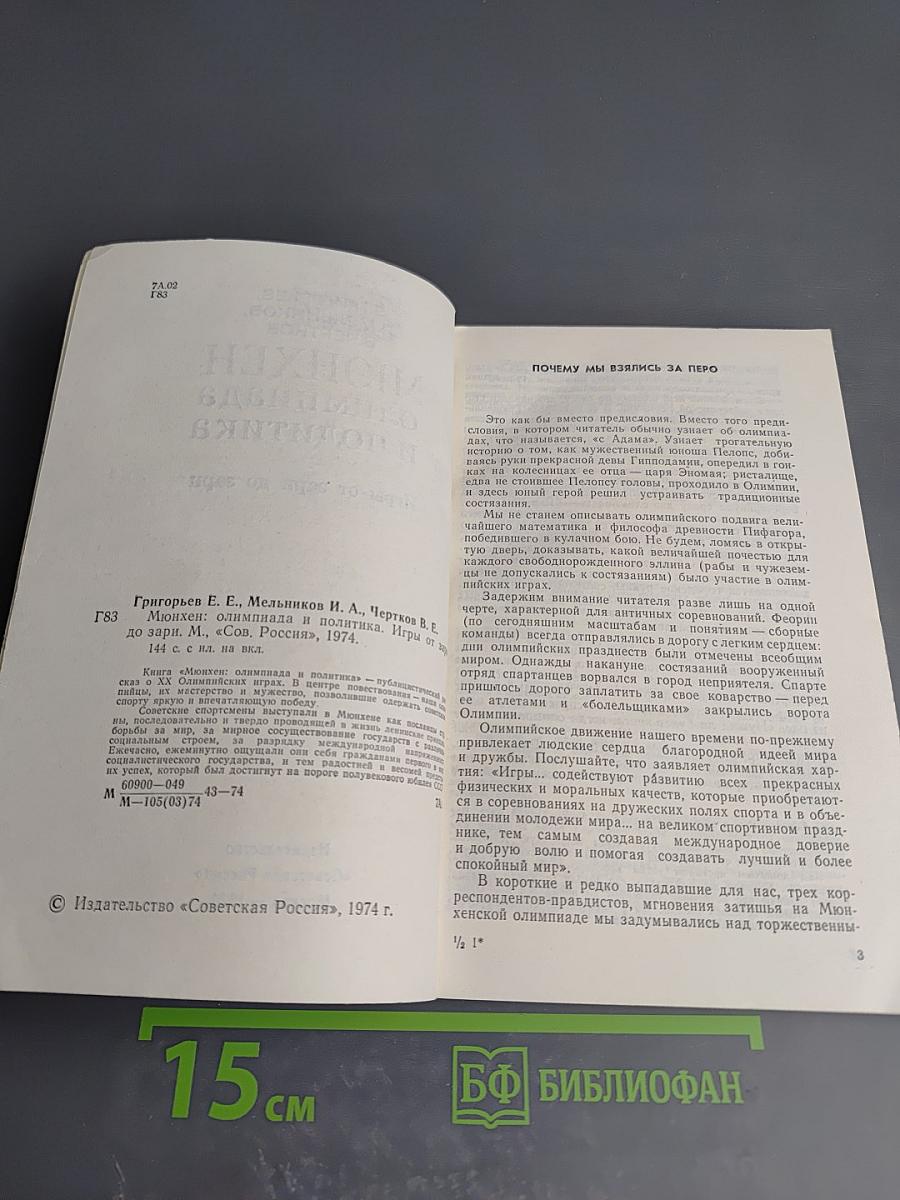 7А.02
Г83
Григорьев Е. Е., Мельников И. А., Чертков В. Е.
Г83 Мюнхен: олимпиада и политика. Игры от зари
до зари. М., «Сов. Россия», 1974.
144 с. с ил. на вкл.
Книга «Мюнхен: олимпиада и политика» — публицистический
сказ о XX Олимпийских играх. В центре повествования — наши
пийцы, их мастерство и мужество, позволившие одержать советскому
спорту яркую и впечатляющую победу.
Советские спортсмены выступали в Мюнхене как посланцы
ны, последовательно и твердо проводящей в жизнь ленинские
борьбы за мир, за мирное сосуществование государств с
социальным строем, за разрядку международной
Ежечасно, ежеминутно ощущали они себя гражданами первого в
социалистического государства, и тем радостней и весомей
их успех, который был достигнут на пороге полувекового юбилея
М 60900—049 43—74
М—105(03)74
7А
© Издательство «Советская Россия», 1974 г.
ПОЧЕМУ МЫ ВЗЯЛИСЬ ЗА ПЕРО
Это как бы вместо предисловия. Вместо того преди-
словия, в котором читатель обычно узнает об олимпиа-
дах, что называется, «с Адама». Узнает трогательную
историю о том, как мужественный юноша Пелопс, доби-
ваясь руки прекрасной девы Гипподамии, опередил в гон-
ках на колесницах ее отца — царя Эномая; ристалище,
едва не стоившее Пелопсу головы, проходило в Олимпии,
и здесь юный герой решил устраивать традиционные
состязания.
Мы не станем описывать олимпийского подвига вели-
чайшего математика и философа древности Пифагора,
победившего в кулачном бою. Не будем, ломясь в откры-
тую дверь, доказывать, какой величайшей почестью для
каждого свободнорожденного эллина (рабы и чужезем-
цы не допускались к состязаниям) было участие в олим-
пийских играх.
Задержим внимание читателя разве лишь на одной
черте, характерной для античных соревнований. Феории
(по сегодняшним масштабам и понятиям — сборные
команды) всегда отправлялись в дорогу с легким сердцем:
дни олимпийских празднеств были отмечены всеобщим
миром. Однажды накануне состязаний вооруженный
отряд спартанцев ворвался в город неприятеля. Спарте
пришлось дорого заплатить за свое коварство — перед
ее атлетами и «болельщиками» закрылись ворота
Олимпии.
Олимпийское движение нашего времени по-прежнему
привлекает людские сердца благородной идеей мира
и дружбы. Послушайте, что заявляет олимпийская хар-
тия: «Игры... содействуют развитию всех прекрасных
физических и моральных качеств, которые приобретают-
ся в соревнованиях на дружеских полях спорта и в объе-
динении молодежи мира... на великом спортивном празд-
нике, тем самым создавая международное доверие
и добрую волю и помогая создавать лучший и более
спокойный мир».
В короткие и редко выпадавшие для нас, трех кор-
респондентов-правдистов, мгновения затишья на Мюн-
хенской олимпиаде мы задумывались над торжественны-
½ 1*
3
15 см
БФ БИБЛИОФАН